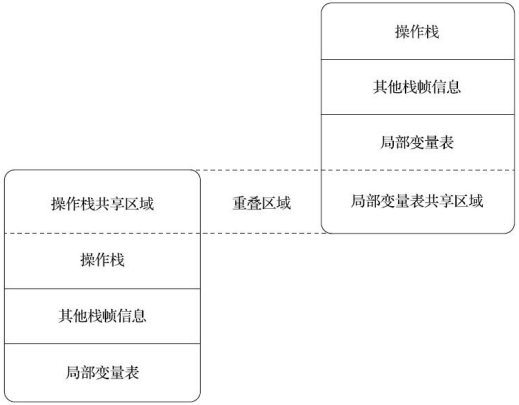 操作栈
其他栈帧信息
局部变量表
操作栈共享区域
重叠区域
局部变量表共享区域
操作栈
其他栈帧信息
局部变量表